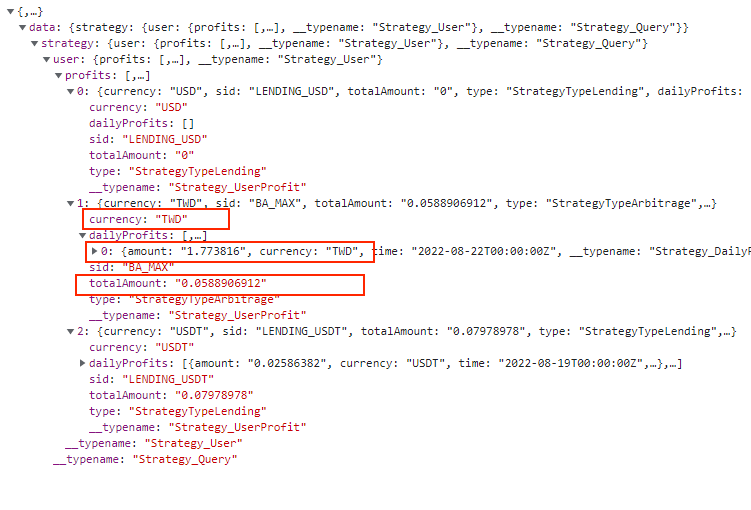 {,…}
data: {strategy: {user: {profits: [,…], __typename: "Strategy_User"}, __typename: "Strategy_Query"}}
strategy: {user: {profits: [,…], __typename: "Strategy_User"}, __typename: "Strategy_Query"}
user: {profits: [,…], __typename: "Strategy_User"}
profits: [,…]
0: {currency: "USD", sid: "LENDING_USD", totalAmount: "0", type: "StrategyTypeLending", dailyProfits:
currency: "USD"
dailyProfits: []
sid: "LENDING_USD"
totalAmount: "0"
type: "StrategyTypeLending"
__typename: "Strategy_UserProfit"
1: {currency: "TWD", sid: "BA_MAX", totalAmount: "0.0588906912", type: "StrategyTypeArbitrage",…}
currency: "TWD"
dailyProfits: [,…]
0: {amount: "1.773816", currency: "TWD", time: "2022-08-22T00:00:00Z", __typename: "Strategy_DailyP
sid: "BA_MAX"
totalAmount: "0.0588906912"
type: "StrategyTypeArbitrage"
__typename: "Strategy_UserProfit"
2: {currency: "USDT", sid: "LENDING_USDT", totalAmount: "0.07978978", type: "StrategyTypeLending",…}
currency: "USDT"
dailyProfits: [{amount: "0.02586382", currency: "USDT", time: "2022-08-19T00:00:00Z",…},…]
sid: "LENDING_USDT"
totalAmount: "0.07978978"
type: "StrategyTypeLending"
__typename: "Strategy_UserProfit"
__typename: "Strategy_User"
__typename: "Strategy_Query"